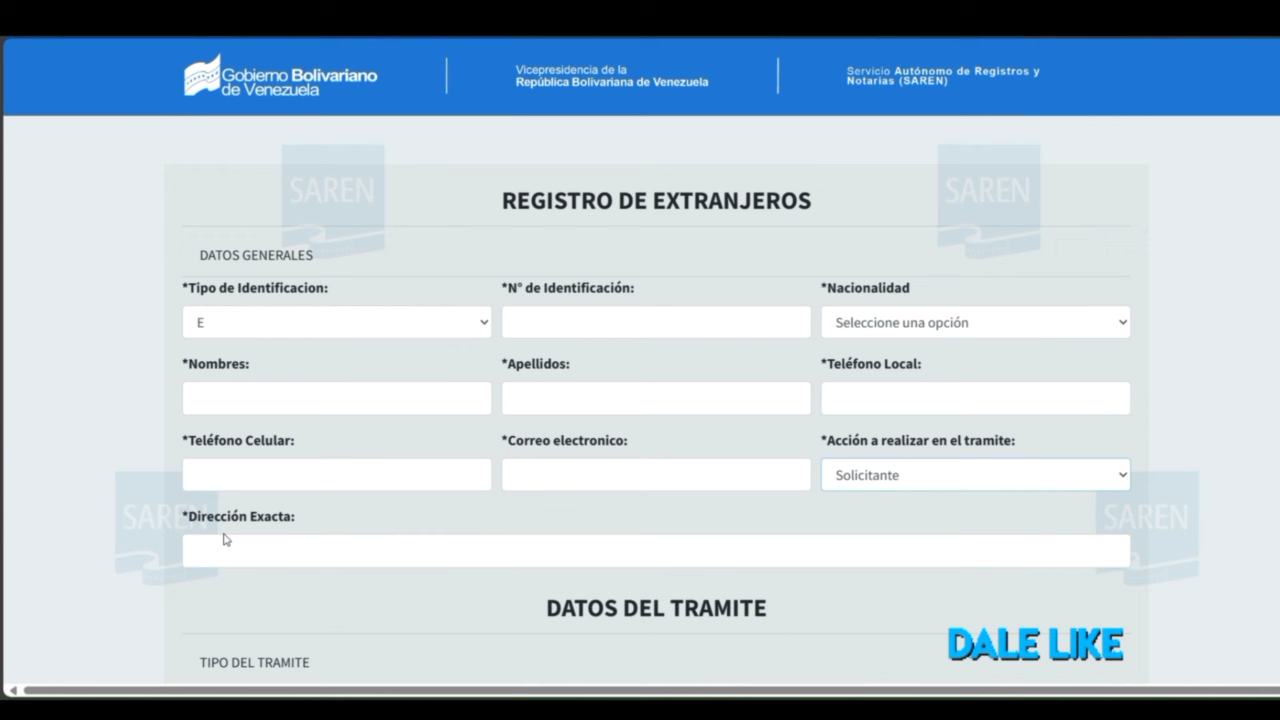 Gobierno Bolivariano
de Venezuela
Vicepresidencia de la
República Bolivariana de Venezuela
Servicio Autónomo de Registros y
Notarias (SAREN)
SAREN
SAREN
REGISTRO DE EXTRANJEROS
DATOS GENERALES
*Tipo de Identificacion:
*N° de Identificación:
*Nacionalidad
E
Seleccione una opción
*Nombres:
*Apellidos:
*Teléfono Local:
*Teléfono Celular:
*Correo electronico:
*Acción a realizar en el tramite:
Solicitante
SAREN
SAREN
*Dirección Exacta:
DATOS DEL TRAMITE
DALE LIKE
TIPO DEL TRAMITE